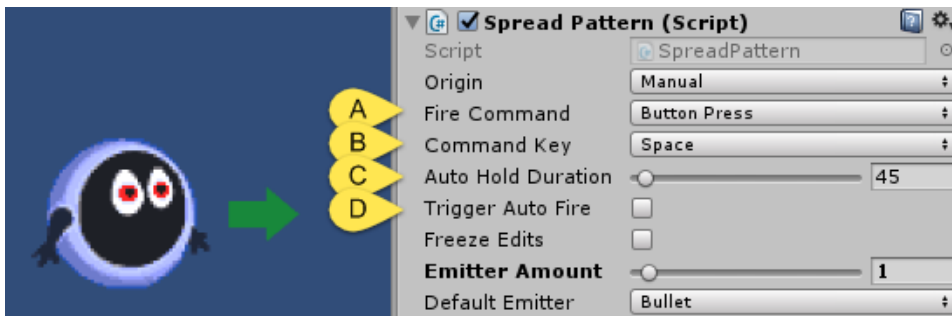 Spread Pattern (Script)
Script SpreadPattern
Origin Manual
A Fire Command Button Press
B Command Key Space
C Auto Hold Duration 45
D Trigger Auto Fire
Freeze Edits
Emitter Amount 1
Default Emitter Bullet